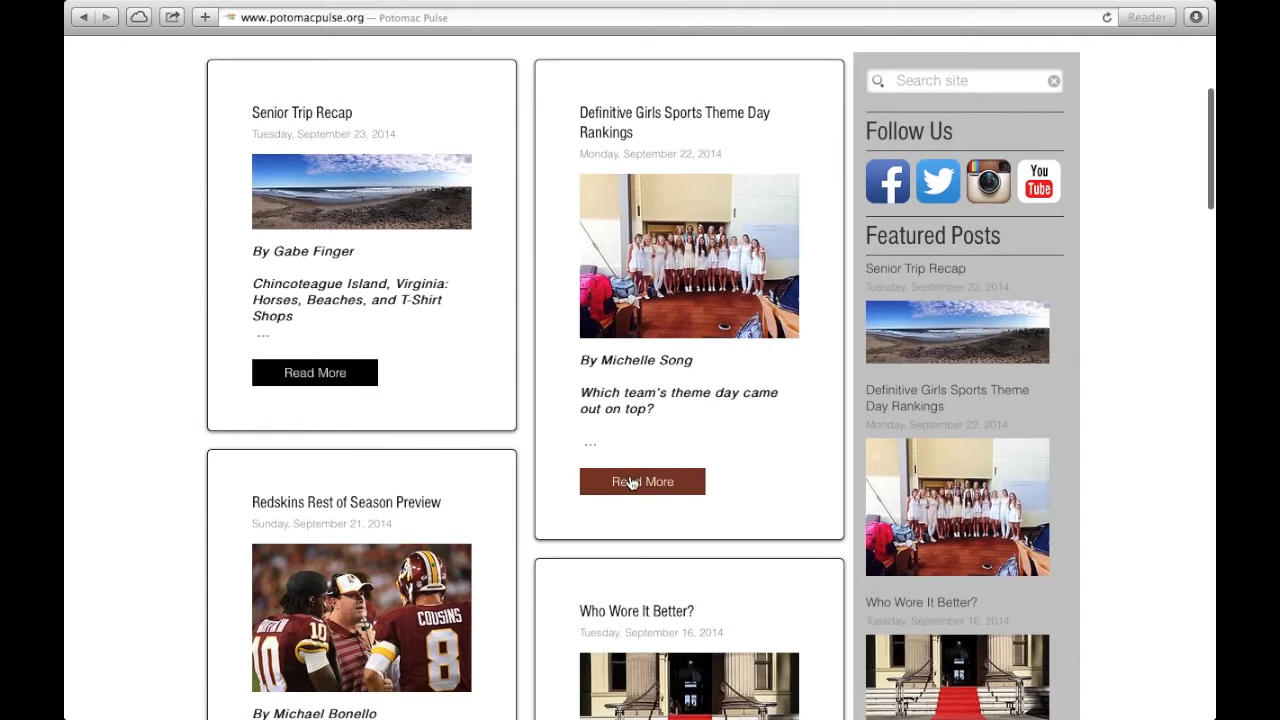 www.potomacpulse.org — Potomac Pulse
Reader
Senior Trip Recap
Tuesday, September 23, 2014
By Gabe Finger
Chincoteague Island, Virginia:
Horses, Beaches, and T-Shirt
Shops
...
Read More
Redskins Rest of Season Preview
Sunday, September 21, 2014
10
COUSINS
8
By Michael Bonello
Definitive Girls Sports Theme Day
Rankings
Monday, September 22, 2014
By Michelle Song
Which team's theme day came
out on top?
...
Read More
Who Wore It Better?
Tuesday, September 16, 2014
Search site
Follow Us
You
Tube
Featured Posts
Senior Trip Recap
Tuesday, September 23, 2014
Definitive Girls Sports Theme
Day Rankings
Monday, September 22, 2014
Who Wore It Better?
Tuesday, September 16, 2014